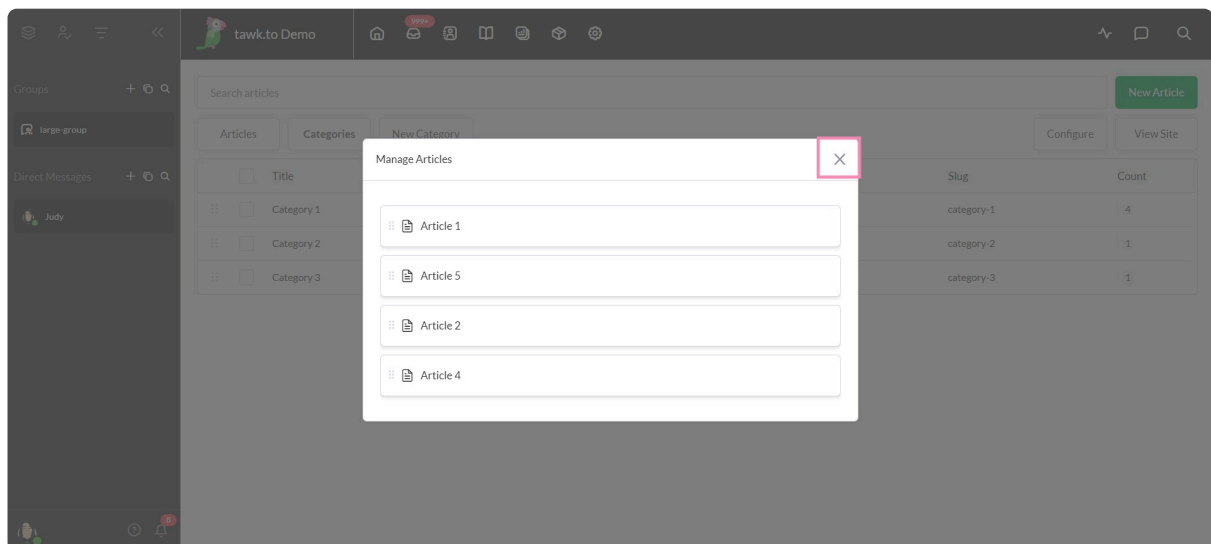 tawk.to Demo
999+
Groups
large-group
Direct Messages
Judy
8
Search articles
New Article
Articles
Categories
New Category
Configure
View Site
Title
Slug
Count
Category 1
category-1
4
Category 2
category-2
1
Category 3
category-3
1
Manage Articles
Article 1
Article 5
Article 2
Article 4